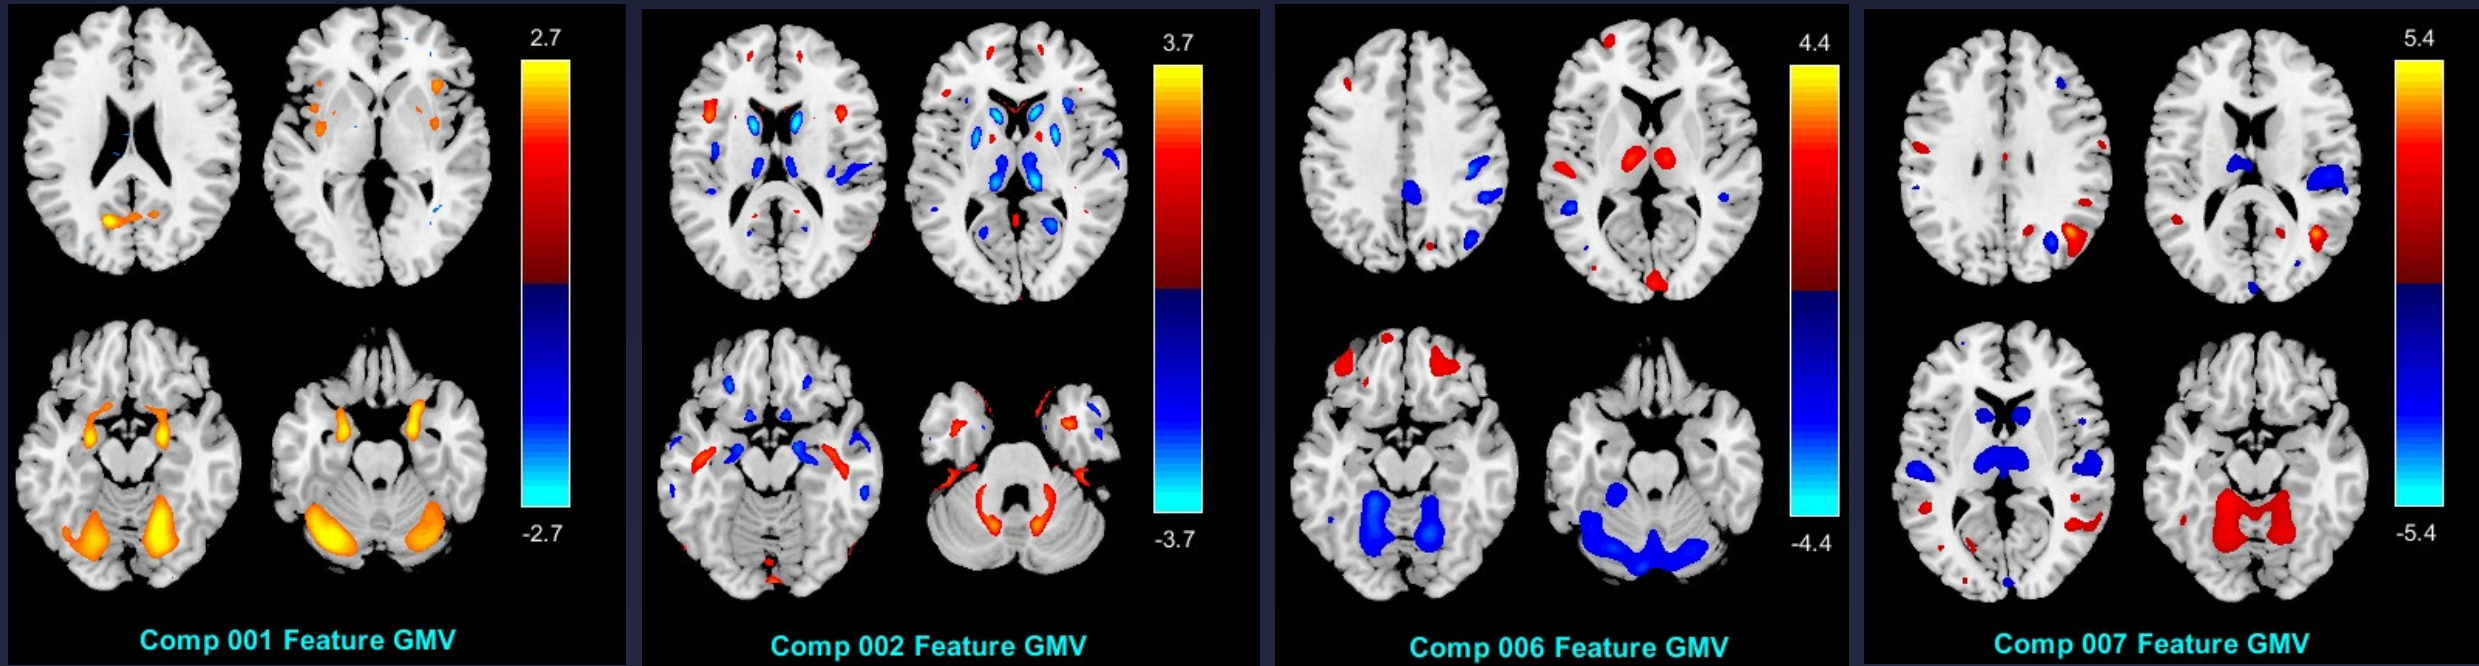 2.7
-2.7
Comp 001 Feature GMV
3.7
-3.7
Comp 002 Feature GMV
4.4
-4.4
Comp 006 Feature GMV
5.4
-5.4
Comp 007 Feature GMV